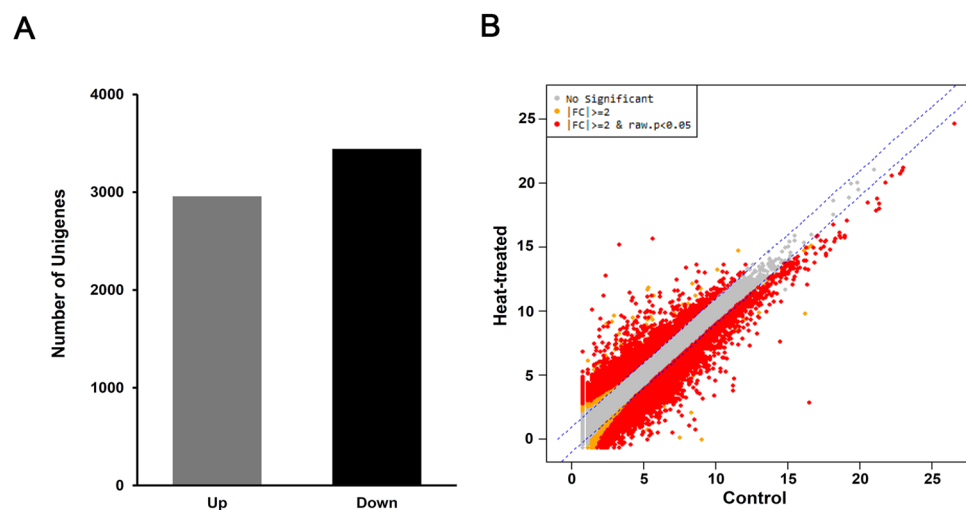 A
Number of Unigenes
4000
3000
2000
1000
0
Up Down
B
No Significant
|FC|>=2
|FC|>=2 & raw.p<0.05
Heat-treated
25
20
15
10
5
0
0 5 10 15 20 25
Control